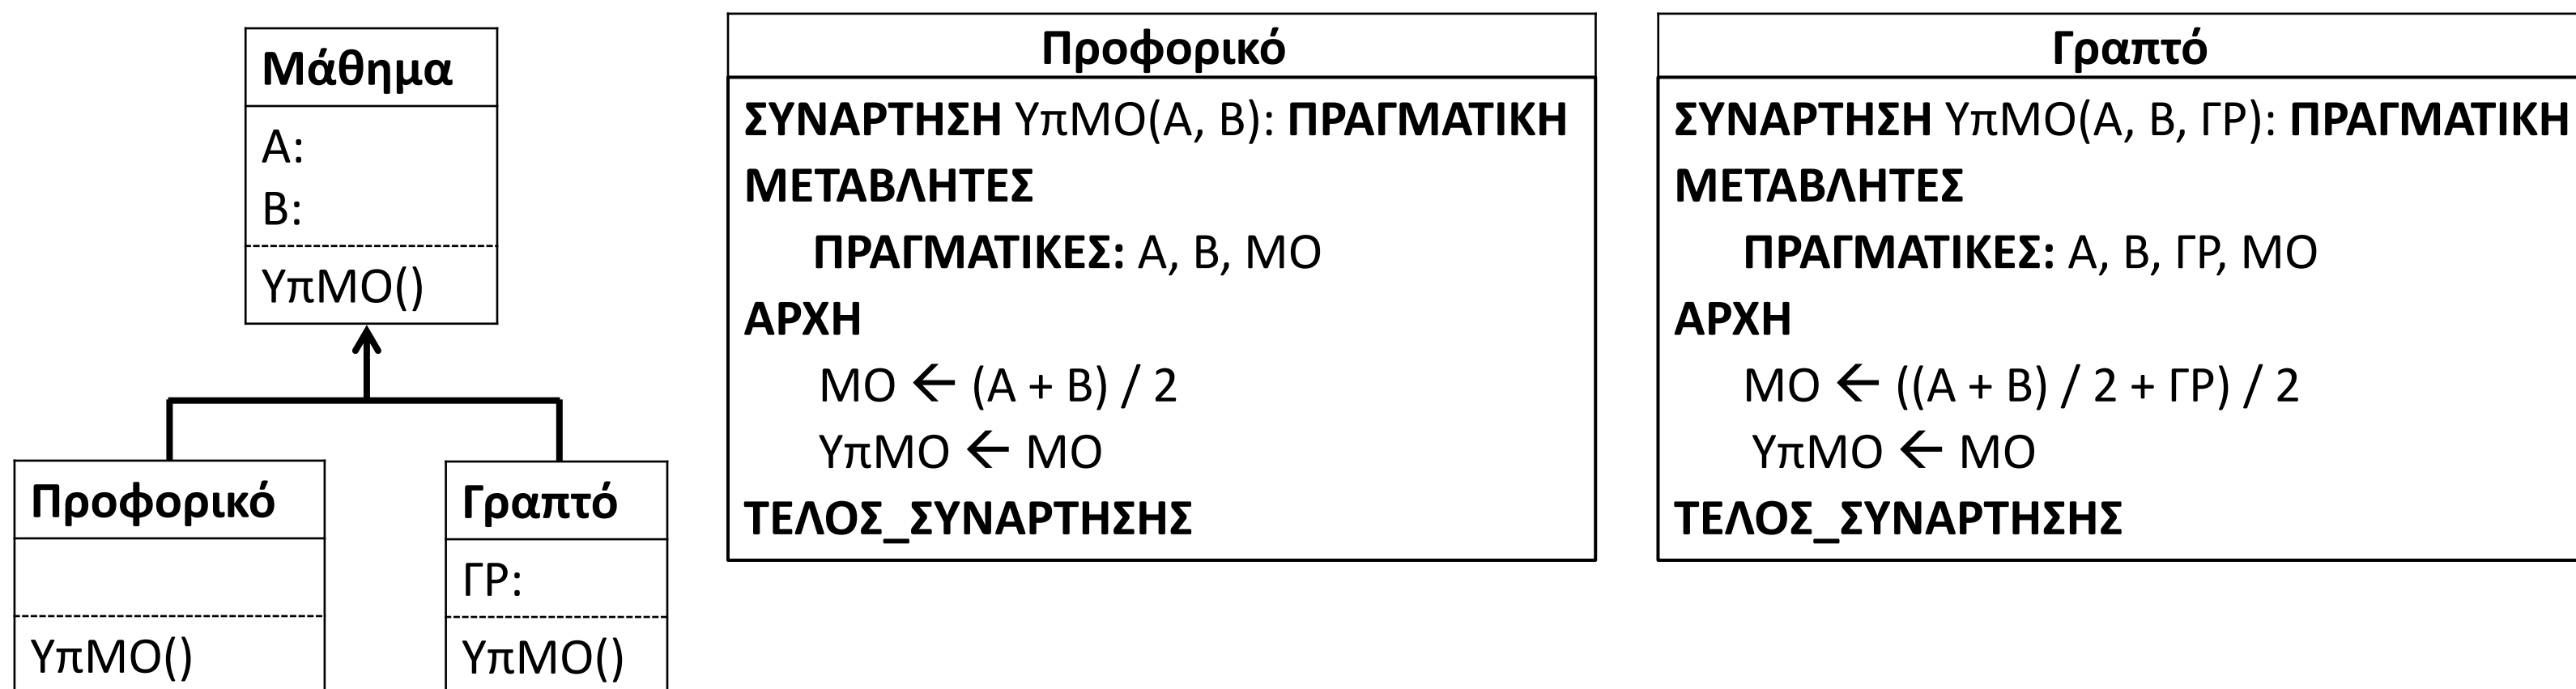 Μάθημα
Α:
Β:
ΥπΜΟ()
Προφορικό
ΥπΜΟ()
Γραπτό
ΓΡ:
ΥπΜΟ()
Προφορικό
ΣΥΝΑΡΤΗΣΗ ΥπΜΟ(Α, Β): ΠΡΑΓΜΑΤΙΚΗ
ΜΕΤΑΒΛΗΤΕΣ
ΠΡΑΓΜΑΤΙΚΕΣ: Α, Β, ΜΟ
ΑΡΧΗ
ΜΟ ← (Α + Β) / 2
ΥπΜΟ ← ΜΟ
ΤΕΛΟΣ_ΣΥΝΑΡΤΗΣΗΣ
Γραπτό
ΣΥΝΑΡΤΗΣΗ ΥπΜΟ(Α, Β, ΓΡ): ΠΡΑΓΜΑΤΙΚΗ
ΜΕΤΑΒΛΗΤΕΣ
ΠΡΑΓΜΑΤΙΚΕΣ: Α, Β, ΓΡ, ΜΟ
ΑΡΧΗ
ΜΟ ← ((Α + Β) / 2 + ΓΡ) / 2
ΥπΜΟ ← ΜΟ
ΤΕΛΟΣ_ΣΥΝΑΡΤΗΣΗΣ